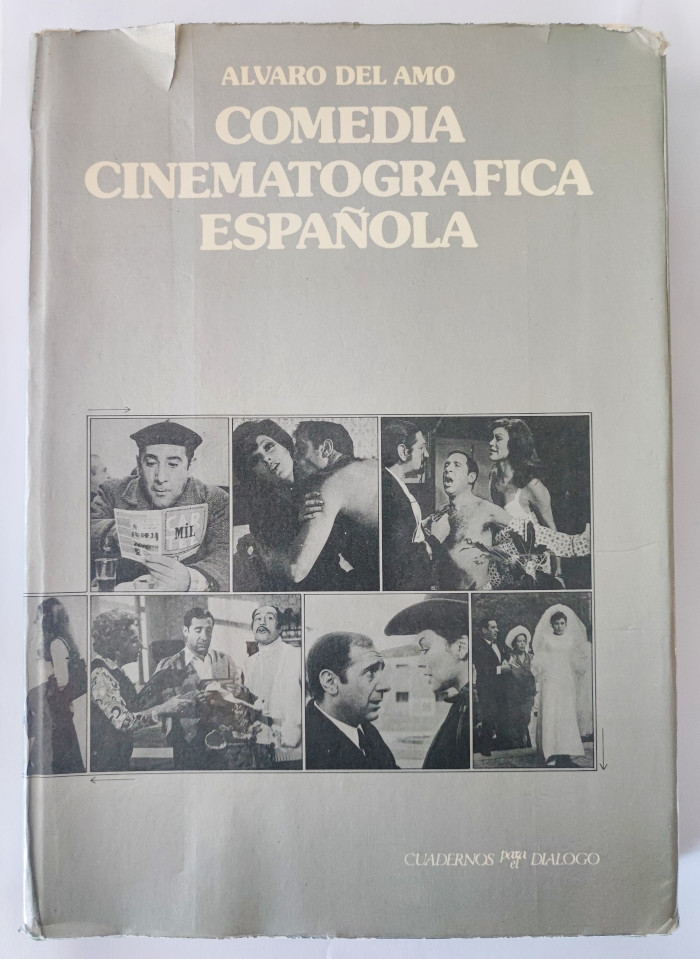 ALVARO DEL AMO
COMEDIA
CINEMATOGRAFICA
ESPAÑOLA
MIL
CUADERNOS para el DIALOGO